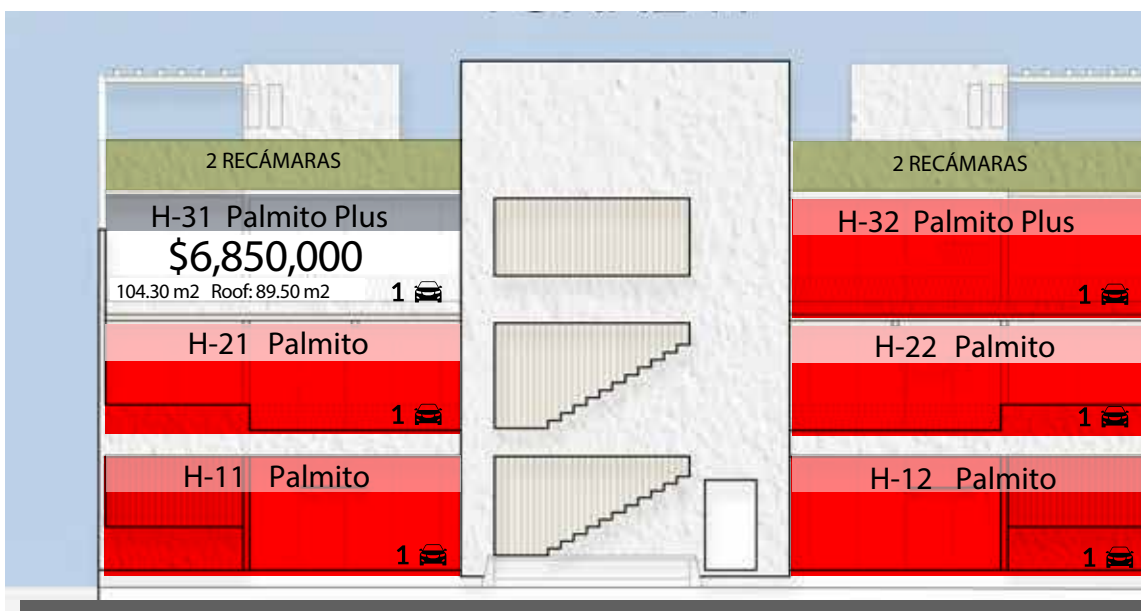 2 RECÁMARAS
2 RECÁMARAS
H-31 Palmito Plus
$6,850,000
104.30 m2 Roof: 89.50 m2 1
H-32 Palmito Plus
1
H-21 Palmito
1
H-22 Palmito
1
H-11 Palmito
1
H-12 Palmito
1